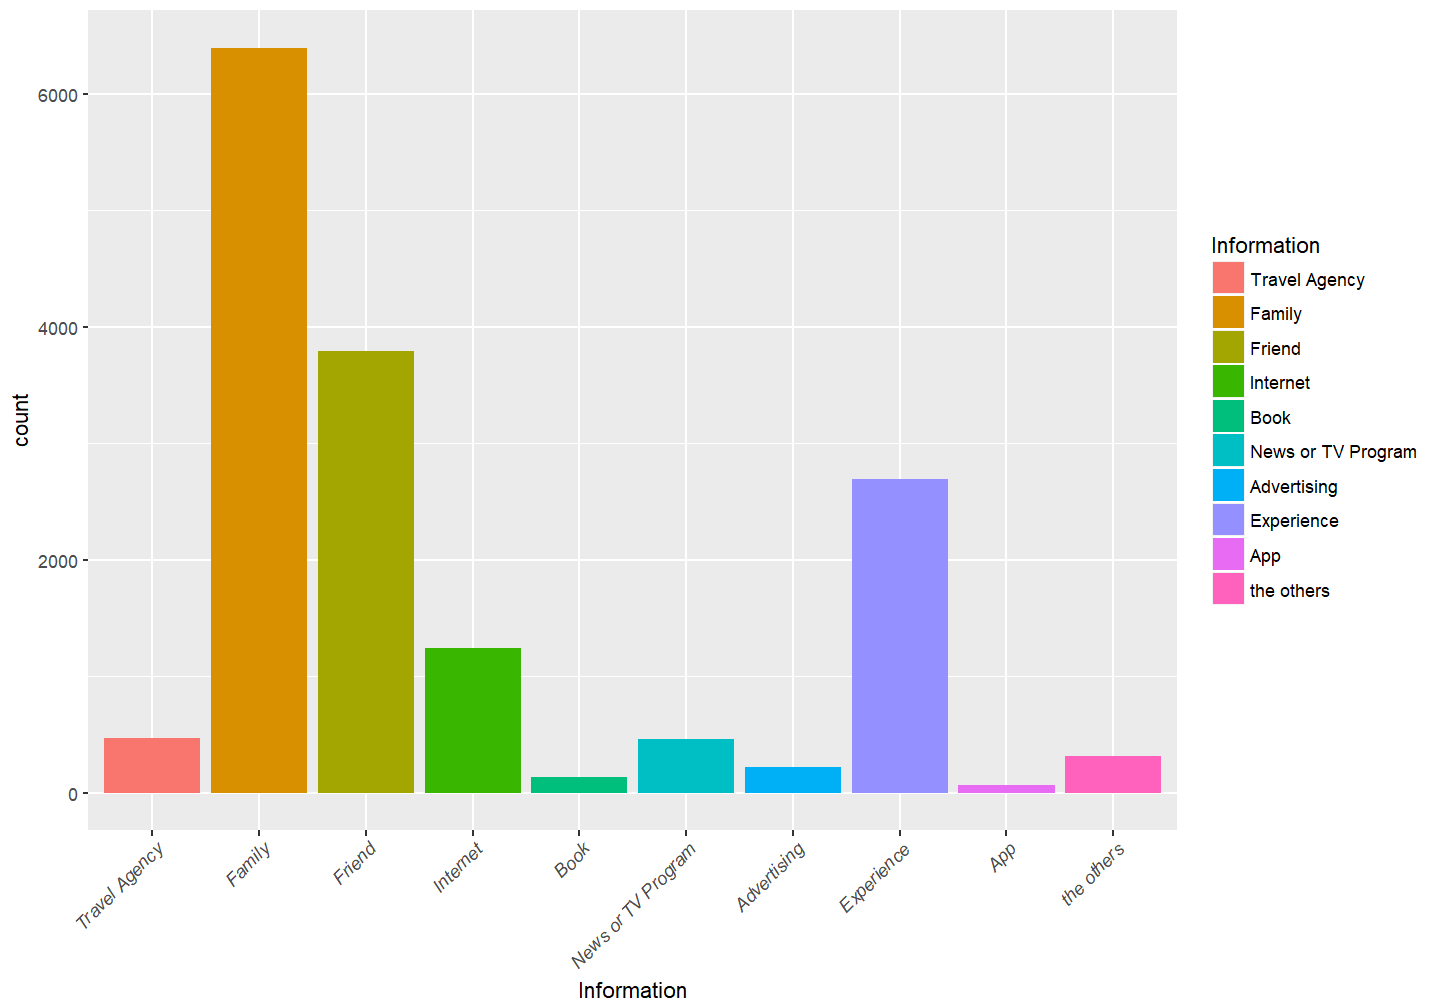 6000
4000
2000
0
count
Travel Agency
Family
Friend
Internet
Book
News or TV Program
Advertising
Experience
App
the others
Information
Information
Travel Agency
Family
Friend
Internet
Book
News or TV Program
Advertising
Experience
App
the others